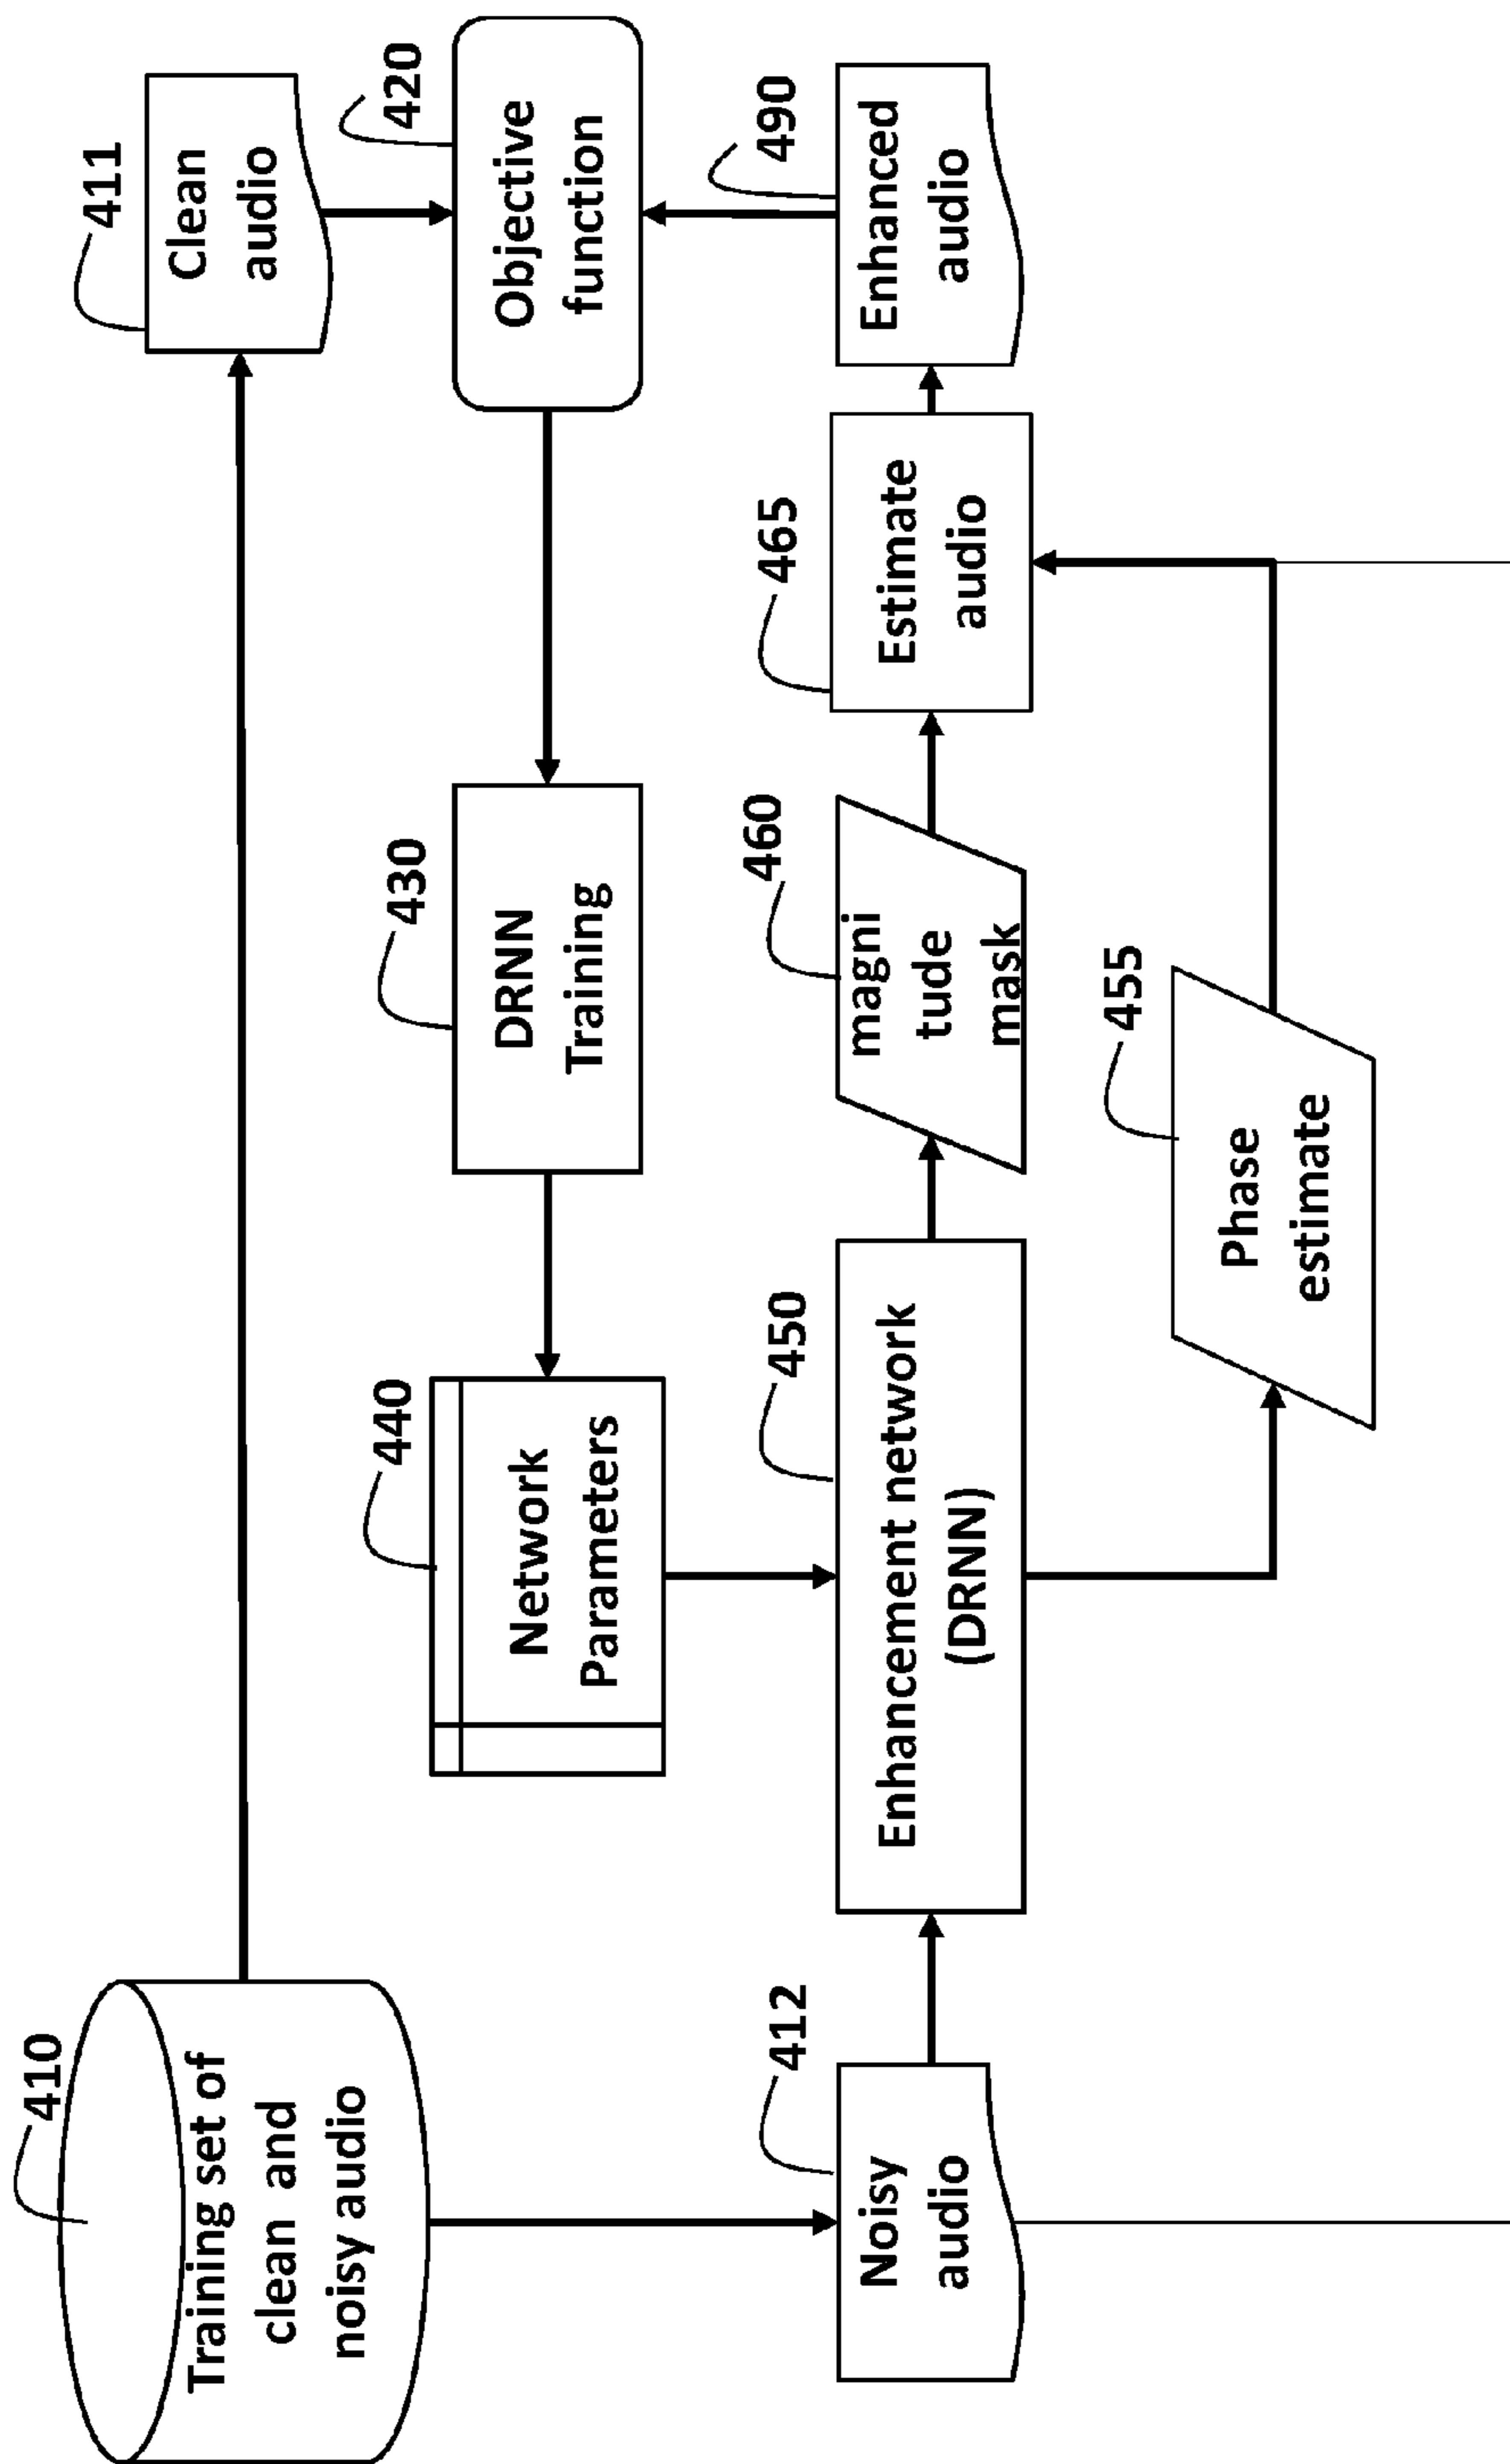 410
Training set of
clean and
noisy audio
411
Clean
audio
420
Objective
function
430
DRNN
Training
440
Network
Parameters
412
Noisy
audio
450
Enhancement network
(DRNN)
460
magni
tude
mask
465
Estimate
audio
490
Enhanced
audio
455
Phase
estimate